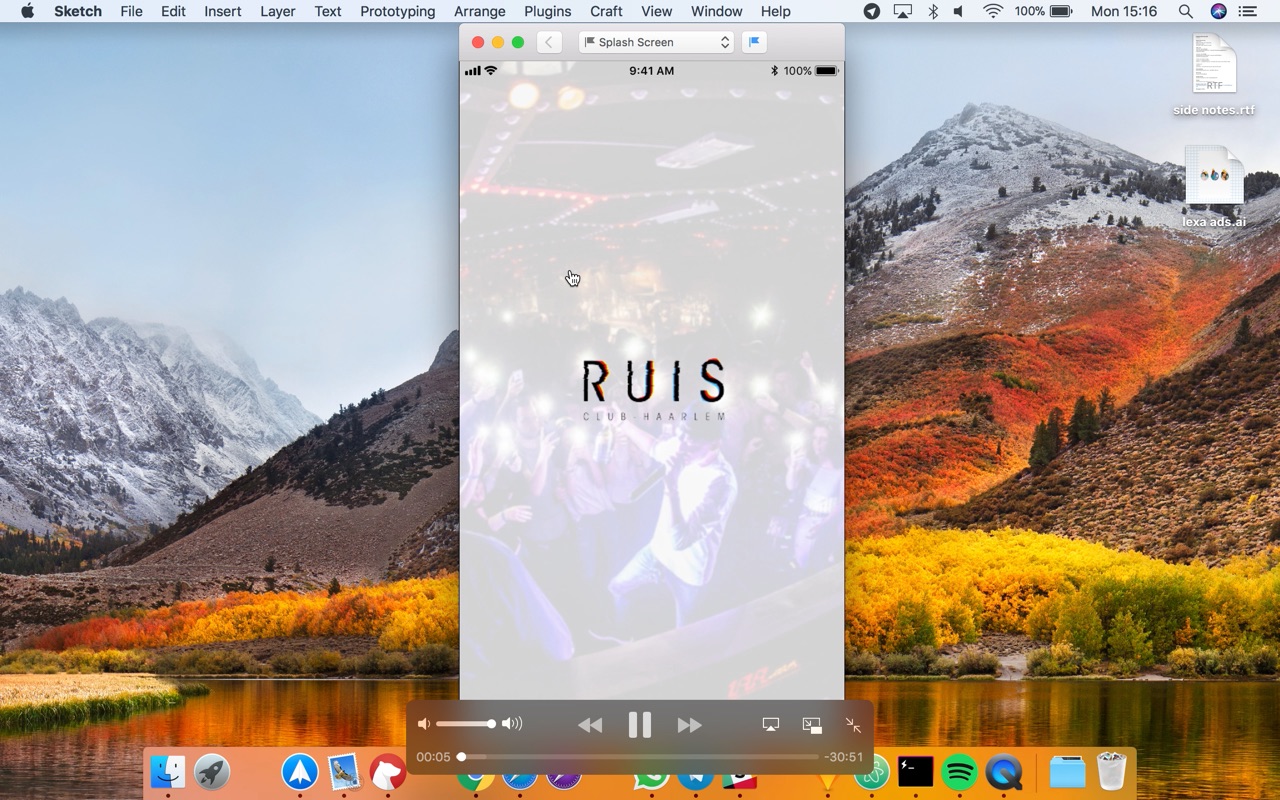 Sketch File Edit Insert Layer Text Prototyping Arrange Plugins Craft View Window Help 100% Mon 15:16
Splash Screen
9:41 AM 100%
RTF
side notes.rtf
lexa ads.ai
RUIS
CLUB-HAARLEM
00:05 -30:51